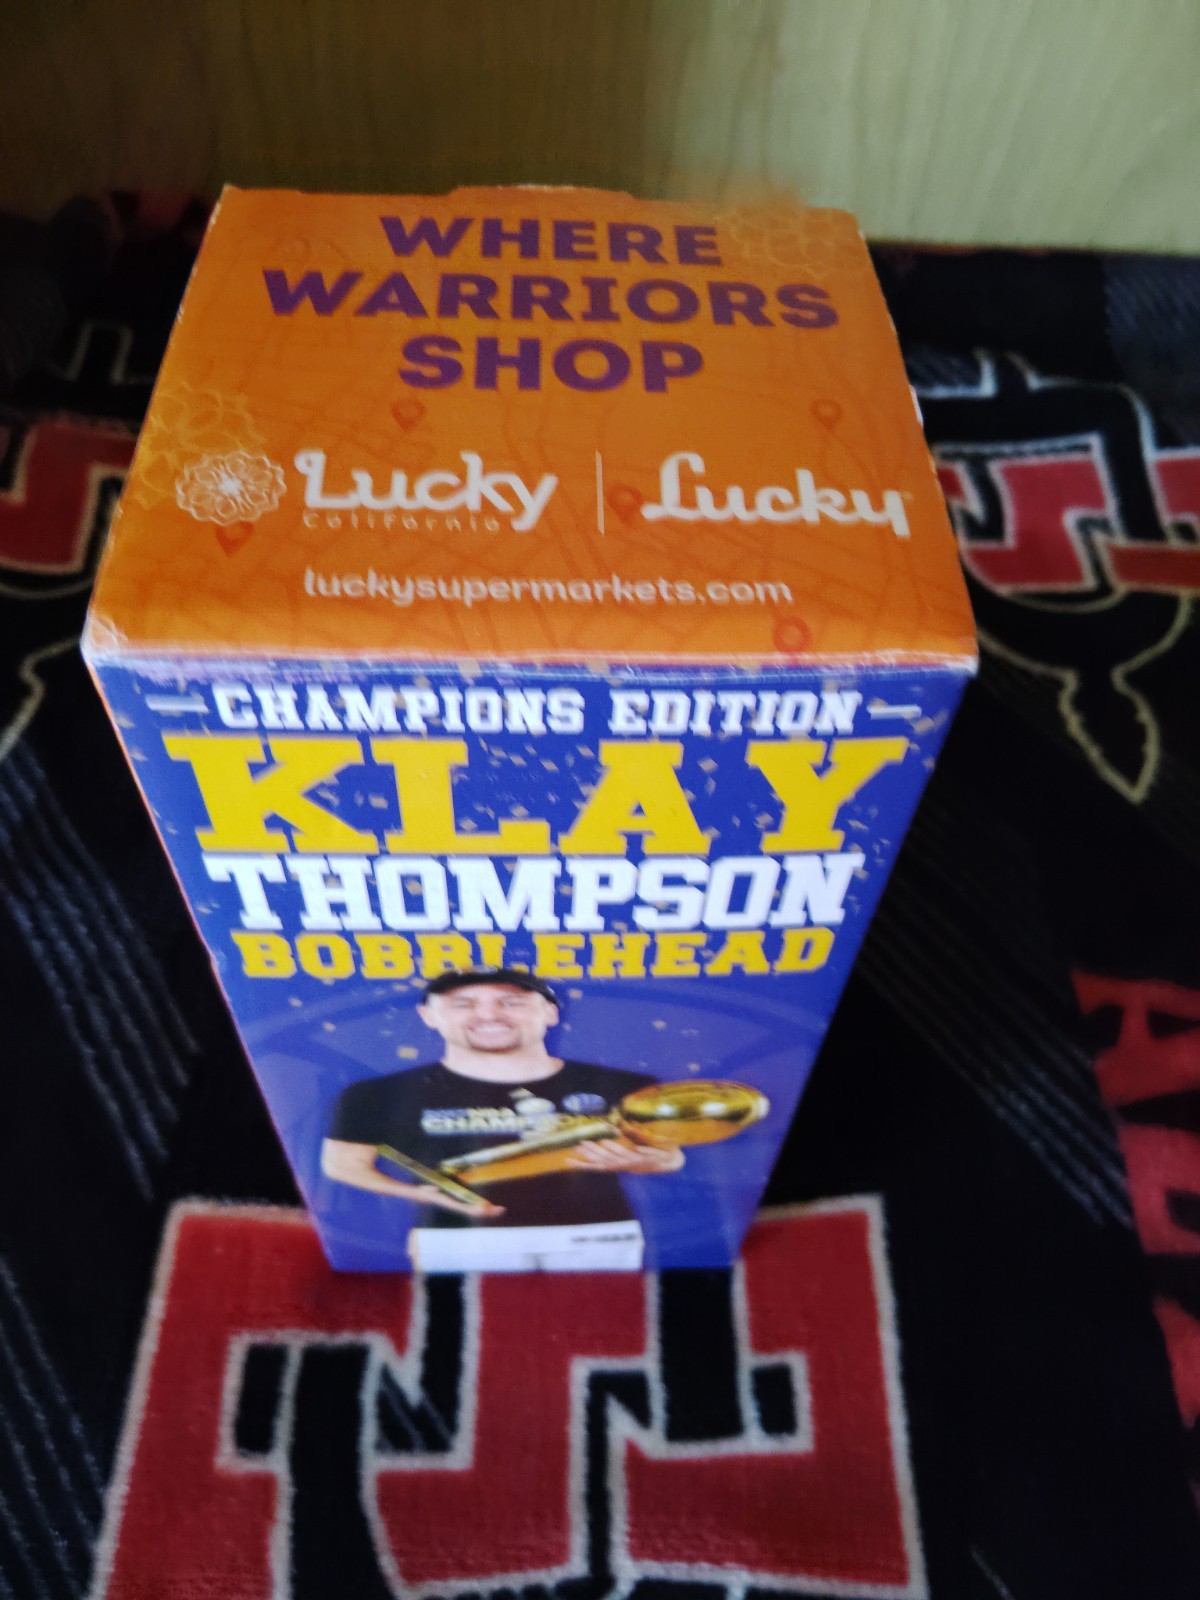 WHERE
WARRIORS
SHOP
Lucky
California
Lucky
luckysupermarkets.com
CHAMPIONS EDITION
KLAY
THOMPSON
BOBBLEHEAD